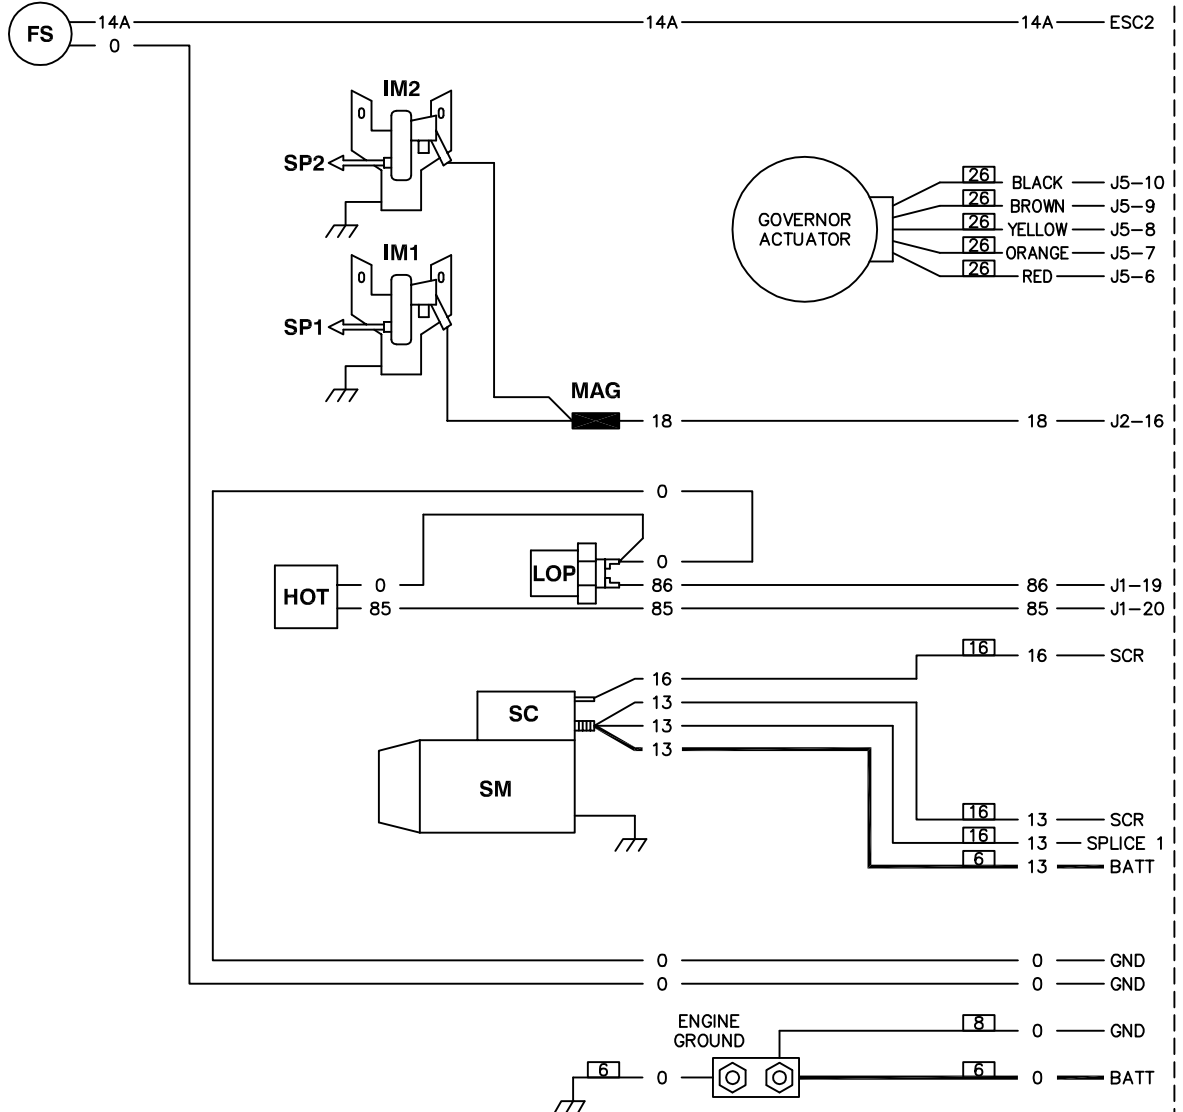 FS 14A 14A 14A ESC2
0
IM2
SP2
IM1
SP1
GOVERNOR
ACTUATOR
26 BLACK J5-10
26 BROWN J5-9
26 YELLOW J5-8
26 ORANGE J5-7
26 RED J5-6
MAG
18 18 J2-16
0
LOP 0
HOT 0 86 86 J1-19
85 85 85 J1-20
16 16 SCR
16
SC 13
13
13
SM
16 13 SCR
16 13 SPLICE 1
6 13 BATT
0 0 GND
0 0 GND
ENGINE
GROUND
8 0 GND
6 0 6 0 BATT